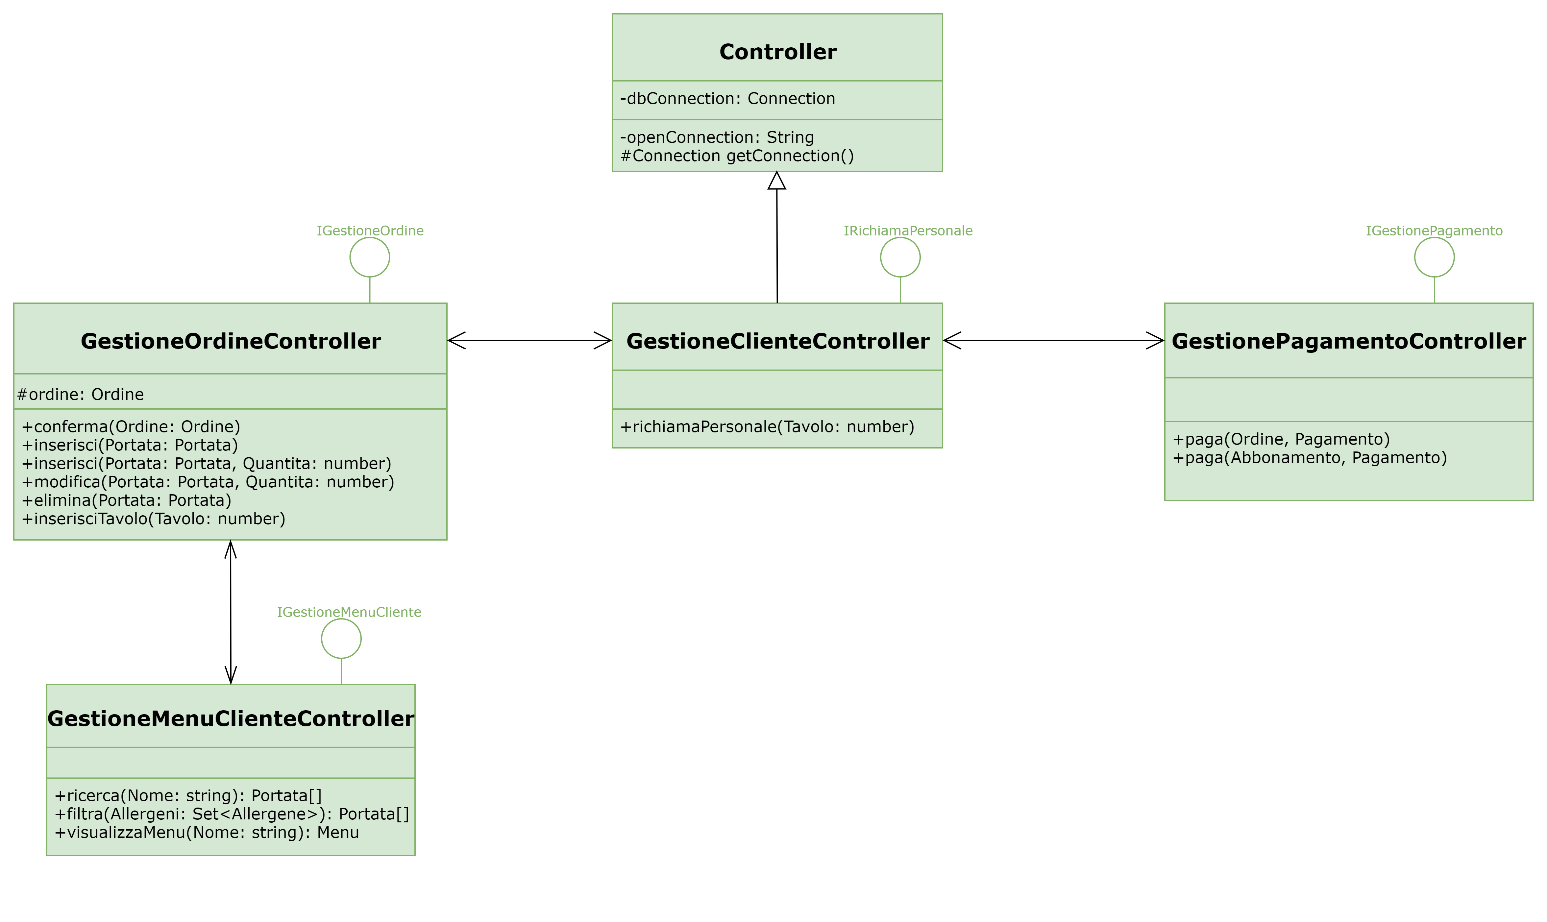 Controller
-dbConnection: Connection
-openConnection: String
#Connection getConnection()
IGestioneOrdine
GestioneOrdineController
#ordine: Ordine
+conferma(Ordine: Ordine)
+inserisci(Portata: Portata)
+inserisci(Portata: Portata, Quantita: number)
+modifica(Portata: Portata, Quantita: number)
+elimina(Portata: Portata)
+inserisciTavolo(Tavolo: number)
IRichiamaPersonale
GestioneClienteController
+richiamaPersonale(Tavolo: number)
IGestionePagamento
GestionePagamentoController
+paga(Ordine, Pagamento)
+paga(Abbonamento, Pagamento)
IGestioneMenuCliente
GestioneMenuClienteController
+ricerca(Nome: string): Portata[]
+filtra(Allergeni: Set<Allergene>): Portata[]
+visualizzaMenu(Nome: string): Menu